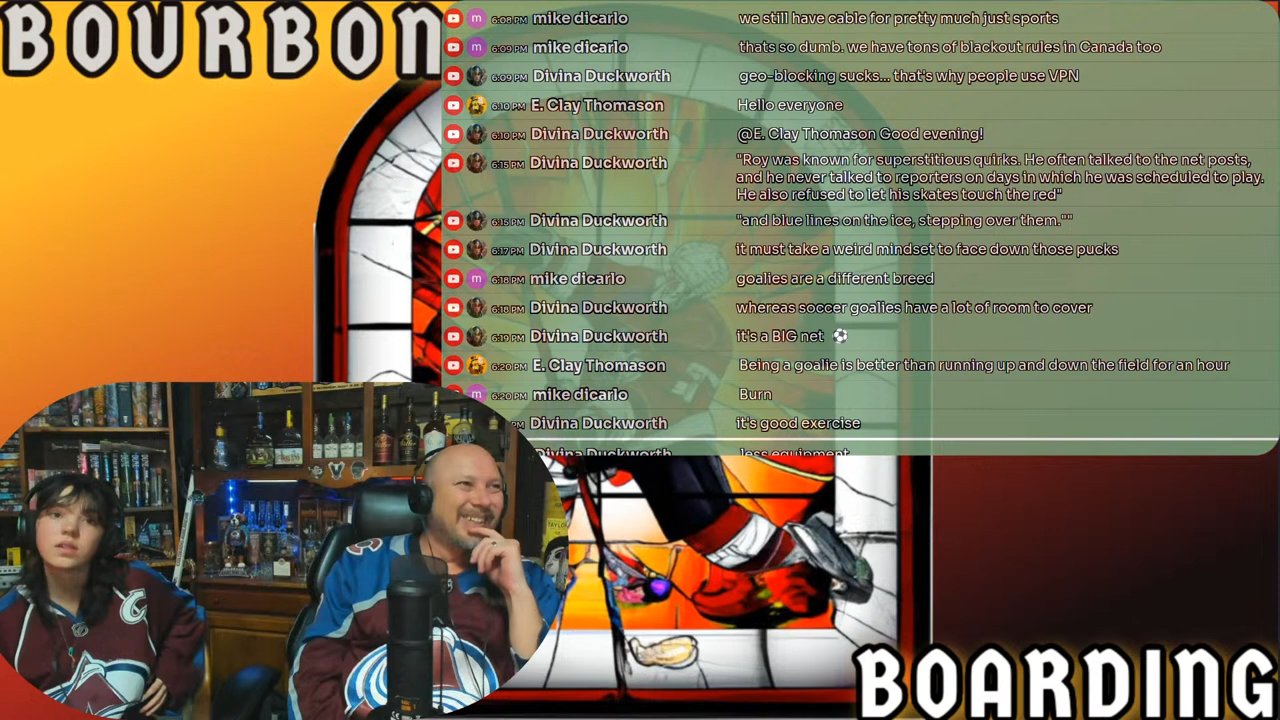 BOURBON
6:08 PM mike dicarlo we still have cable for pretty much just sports
6:09 PM mike dicarlo thats so dumb. we have tons of blackout rules in Canada too
6:09 PM Divina Duckworth geo-blocking sucks... that's why people use VPN
6:10 PM E. Clay Thomason Hello everyone
6:10 PM Divina Duckworth @E. Clay Thomason Good evening!
6:15 PM Divina Duckworth "Roy was known for superstitious quirks. He often talked to the net posts,
and he never talked to reporters on days in which he was scheduled to play.
He also refused to let his skates touch the red"
6:15 PM Divina Duckworth "and blue lines on the ice, stepping over them.""
6:17 PM Divina Duckworth it must take a weird mindset to face down those pucks
m 6:18 PM mike dicarlo goalies are a different breed
6:18 PM Divina Duckworth whereas soccer goalies have a lot of room to cover
6:19 PM Divina Duckworth it's a BIG net ⚽
6:20 PM E. Clay Thomason Being a goalie is better than running up and down the field for an hour
6:20 PM mike dicarlo Burn
PM Divina Duckworth it's good exercise
Divina Duckworth less equipment
BOARDING